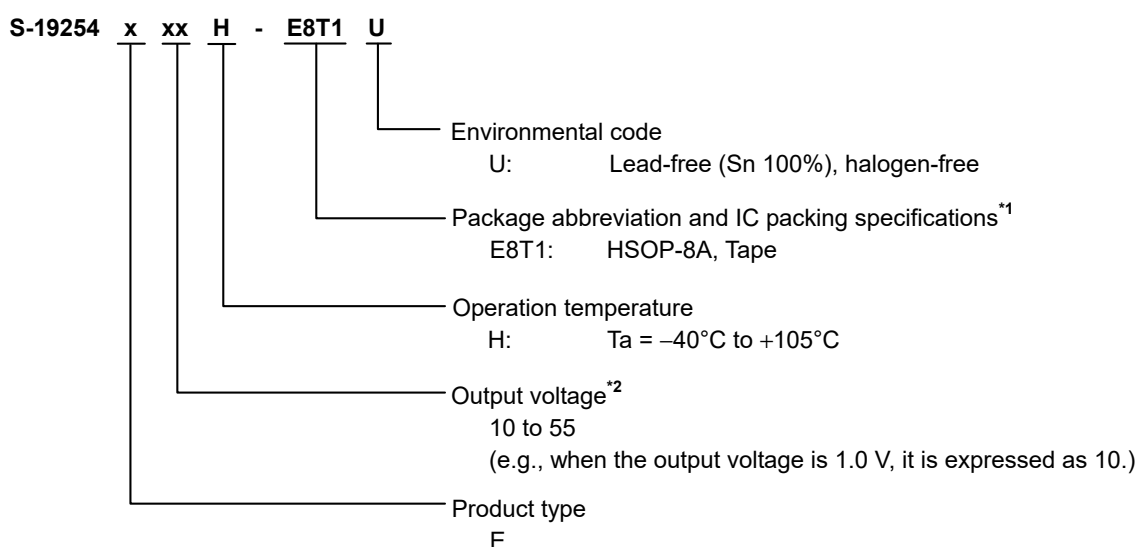 S-19254 x xx H - E8T1 U
Environmental code
U: Lead-free (Sn 100%), halogen-free
Package abbreviation and IC packing specifications*1
E8T1: HSOP-8A, Tape
Operation temperature
H: Ta = −40°C to +105°C
Output voltage*2
10 to 55
(e.g., when the output voltage is 1.0 V, it is expressed as 10.)
Product type